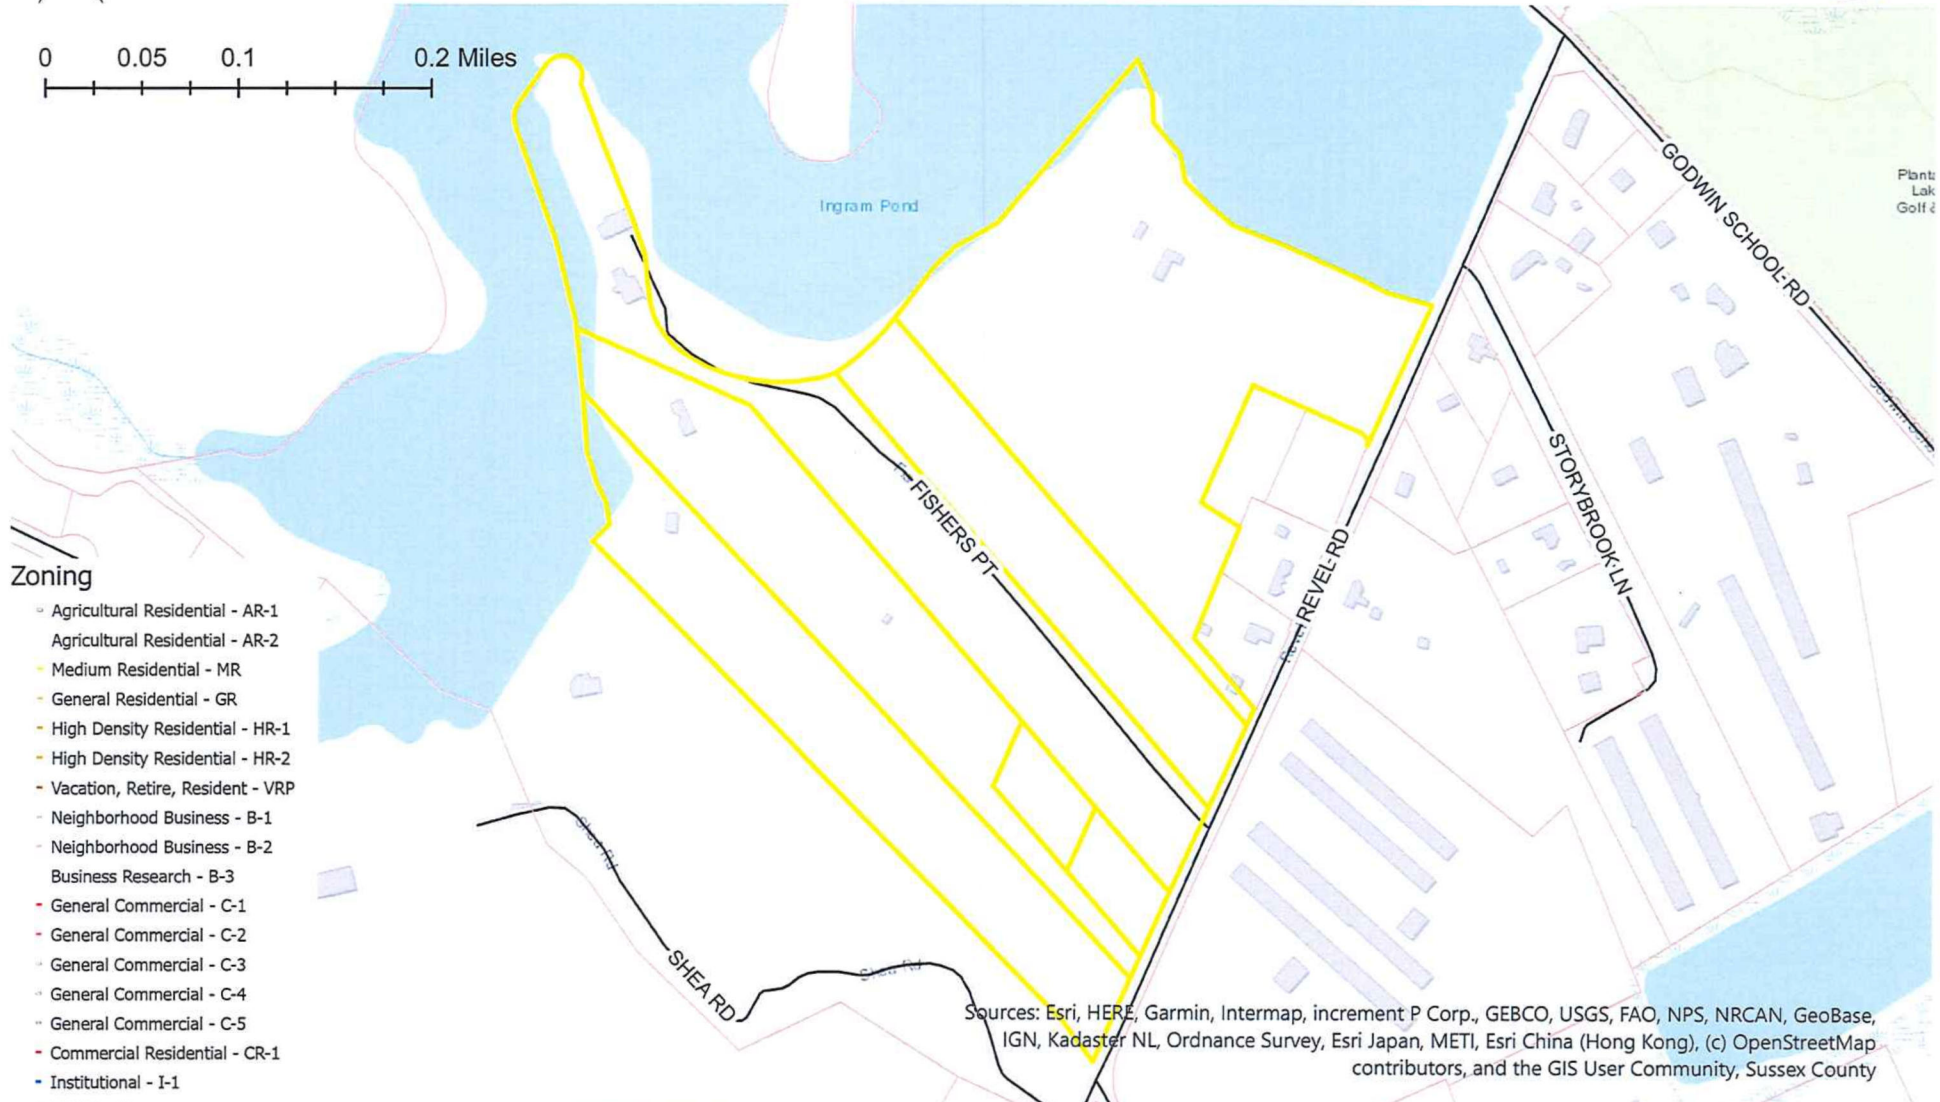 0 0.05 0.1 0.2 Miles
Ingram Pond
GODWIN SCHOOL RD
Golf &
STORYBROOK LN
FISHERS PT
REVEL RD
Zoning
Agricultural Residential - AR-1
Agricultural Residential - AR-2
Medium Residential - MR
General Residential - GR
High Density Residential - HR-1
High Density Residential - HR-2
Vacation, Retire, Resident - VRP
Neighborhood Business - B-1
Neighborhood Business - B-2
Business Research - B-3
General Commercial - C-1
General Commercial - C-2
General Commercial - C-3
General Commercial - C-4
General Commercial - C-5
Commercial Residential - CR-1
Institutional - I-1
Shea Rd
SHEA RD
Shea Rd
Sources: Esri, HERE, Garmin, Intermap, increment P Corp., GEBCO, USGS, FAO, NPS, NRCAN, GeoBase,
IGN, Kadaster NL, Ordnance Survey, Esri Japan, METI, Esri China (Hong Kong), (c) OpenStreetMap
contributors, and the GIS User Community, Sussex County